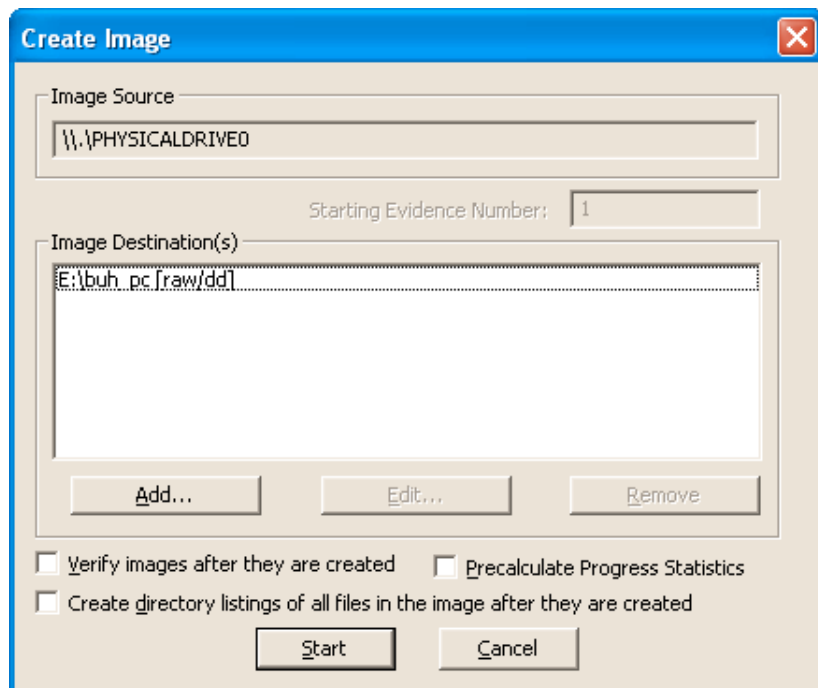 Create Image
Image Source
\\.\PHYSICALDRIVE0
Starting Evidence Number: 1
Image Destination(s)
E:\buh_pc [raw/dd]
Add... Edit... Remove
Verify images after they are created Precalculate Progress Statistics
Create directory listings of all files in the image after they are created
Start Cancel